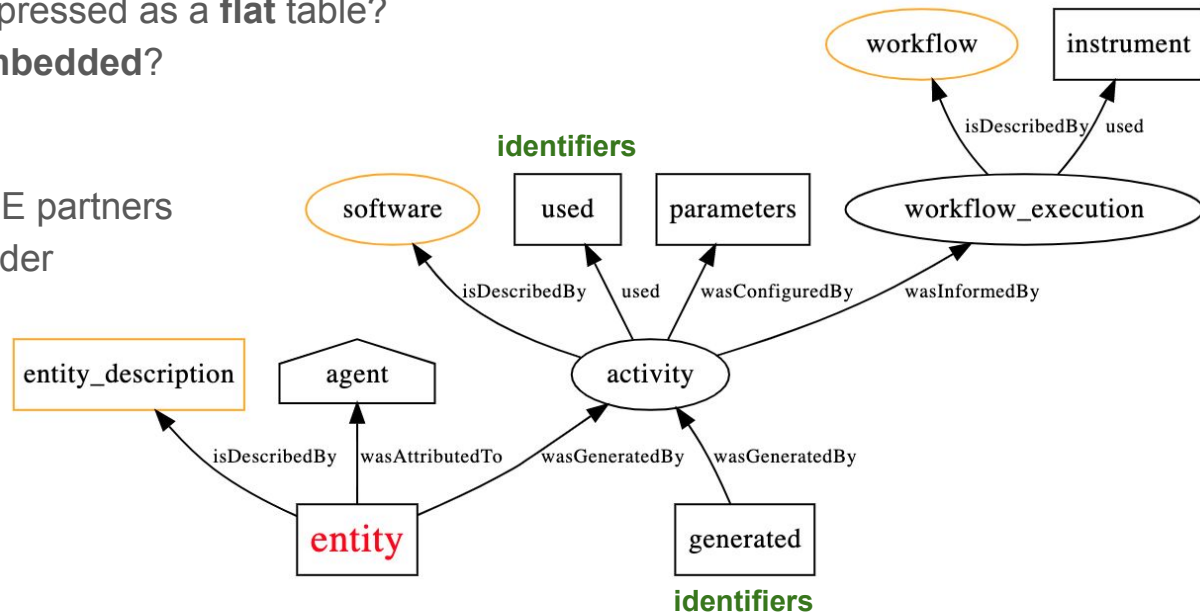 pressed as a flat table?
mbedded?
E partners
der
workflow
instrument
isDescribedBy
used
identifiers
software
used
parameters
workflow_execution
isDescribedBy
used
wasConfiguredBy
wasInformedBy
entity_description
agent
activity
isDescribedBy
wasAttributedTo
wasGeneratedBy
wasGeneratedBy
entity
generated
identifiers